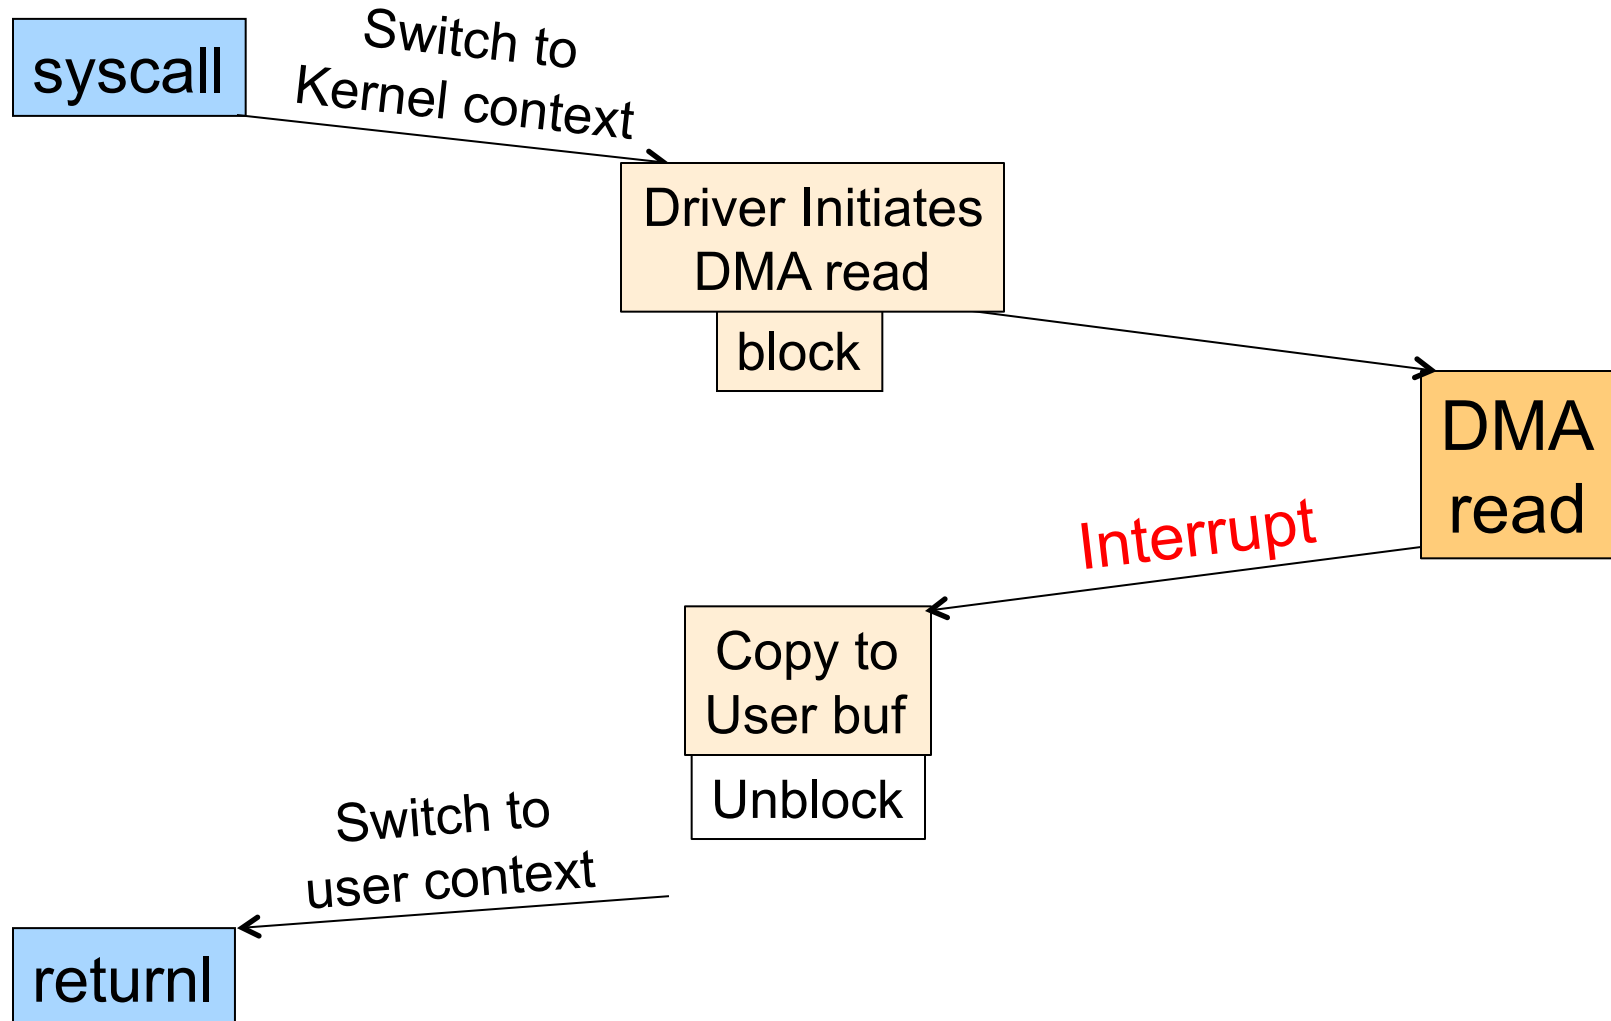 syscall
Switch to
Kernel context
Driver Initiates
DMA read
block
DMA
read
Interrupt
Copy to
User buf
Unblock
Switch to
user context
returnl